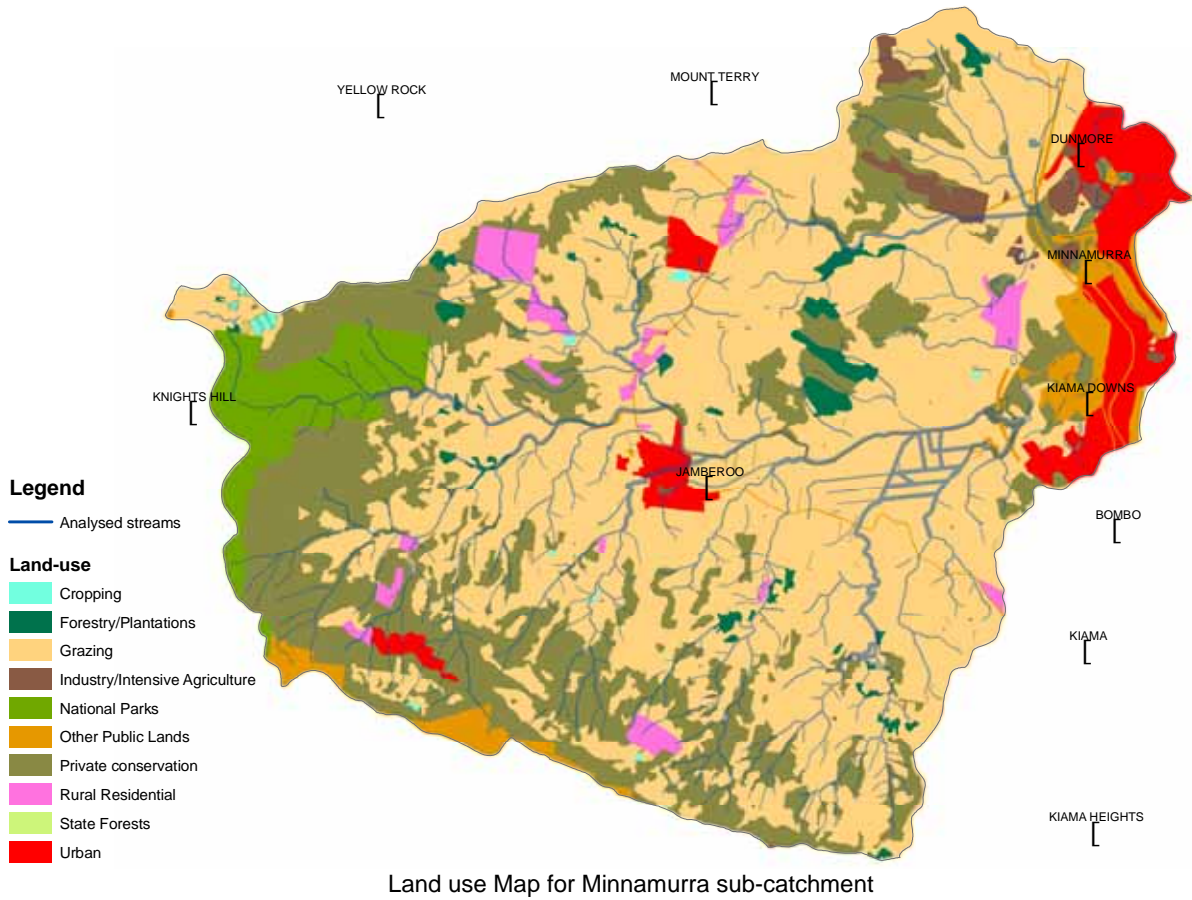 YELLOW ROCK
MOUNT TERRY
DUNMORE
MINNAMURRA
KNIGHTS HILL
KIAMA DOWNS
JAMBEROO
BOMBO
KIAMA
KIAMA HEIGHTS
Legend
Analysed streams
Land-use
Cropping
Forestry/Plantations
Grazing
Industry/Intensive Agriculture
National Parks
Other Public Lands
Private conservation
Rural Residential
State Forests
Urban
Land use Map for Minnamurra sub-catchment